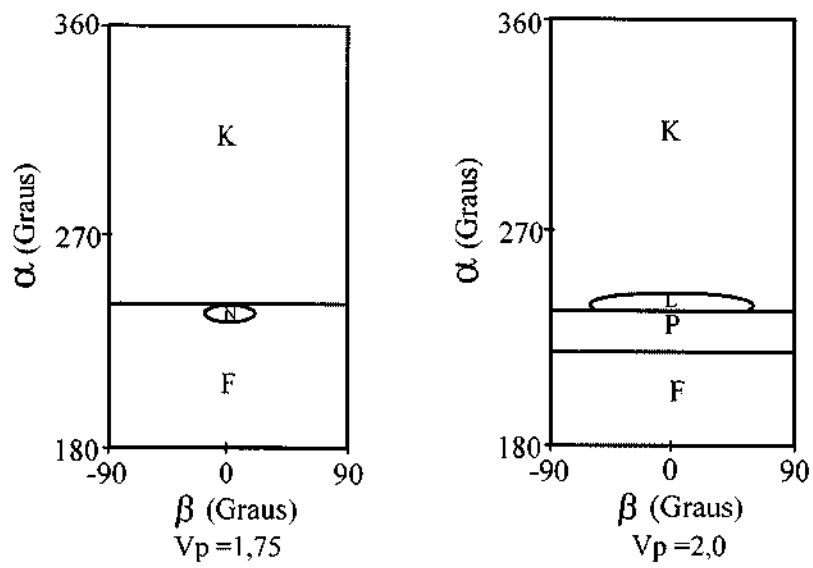 360
K
α (Graus)
270
N
F
180
-90 0 90
β (Graus)
Vp =1,75
360
K
α (Graus)
270
L
P
F
180
-90 0 90
β (Graus)
Vp =2,0